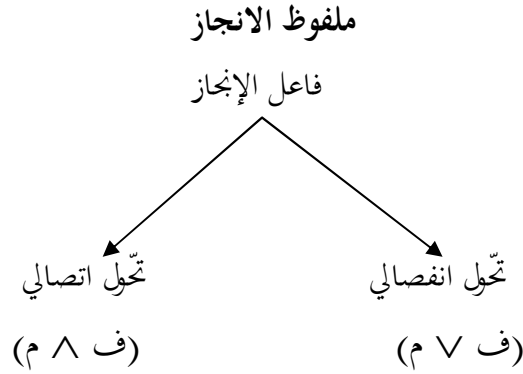 ملفوظ الانجاز
فاعل الإنجاز
تحّول انفصالي
تحّول اتصالي
(ف ∨ م)
(ف ∧ م)